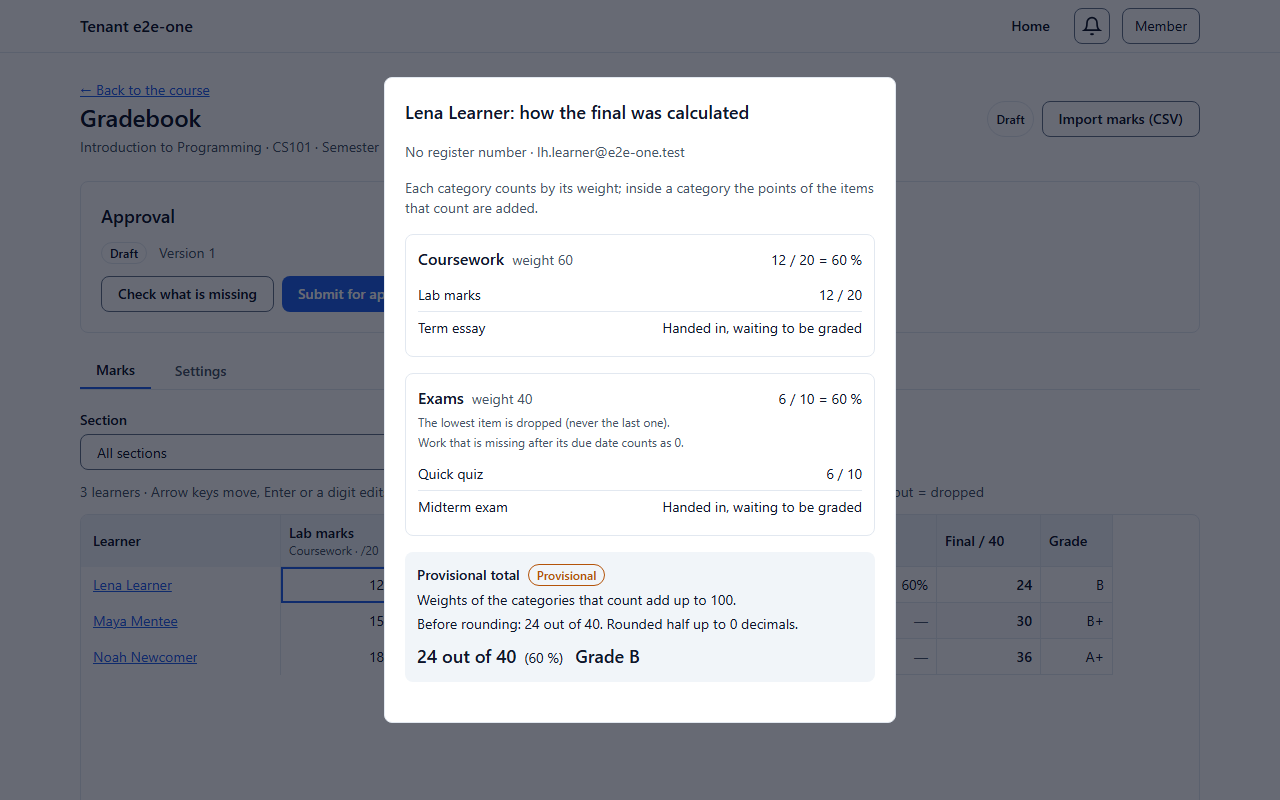 Tenant e2e-one
Home
Member
← Back to the course
Gradebook
Draft
Import marks (CSV)
Introduction to Programming · CS101 · Semester
Approval
Draft
Version 1
Check what is missing
Submit for ap
Marks
Settings
Section
All sections
3 learners · Arrow keys move, Enter or a digit edit
out = dropped
Learner
Lab marks
Coursework · /20
Final / 40
Grade
Lena Learner
12
60%
24
B
Maya Mentee
15
—
30
B+
Noah Newcomer
18
—
36
A+
Lena Learner: how the final was calculated
No register number · lh.learner@e2e-one.test
Each category counts by its weight; inside a category the points of the items
that count are added.
Coursework weight 60
12 / 20 = 60 %
Lab marks
12 / 20
Term essay
Handed in, waiting to be graded
Exams weight 40
6 / 10 = 60 %
The lowest item is dropped (never the last one).
Work that is missing after its due date counts as 0.
Quick quiz
6 / 10
Midterm exam
Handed in, waiting to be graded
Provisional total
Provisional
Weights of the categories that count add up to 100.
Before rounding: 24 out of 40. Rounded half up to 0 decimals.
24 out of 40 (60 %) Grade B